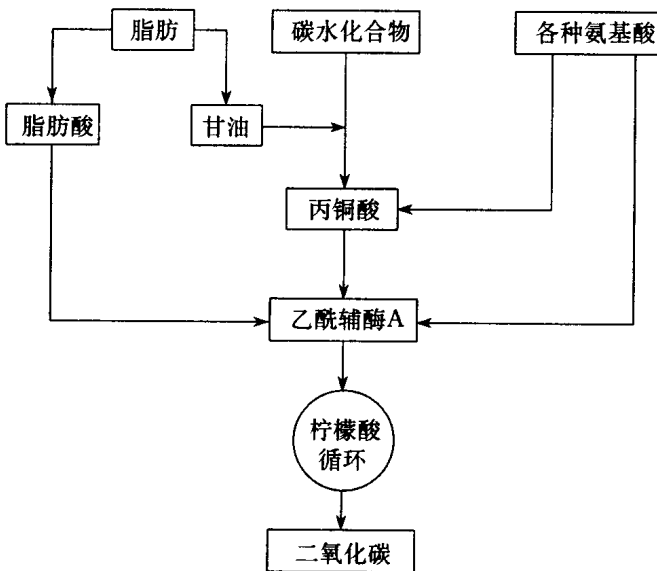 脂肪
碳水化合物
各种氨基酸
脂肪酸
甘油
丙铜酸
乙酰辅酶A
柠檬酸
循环
二氧化碳